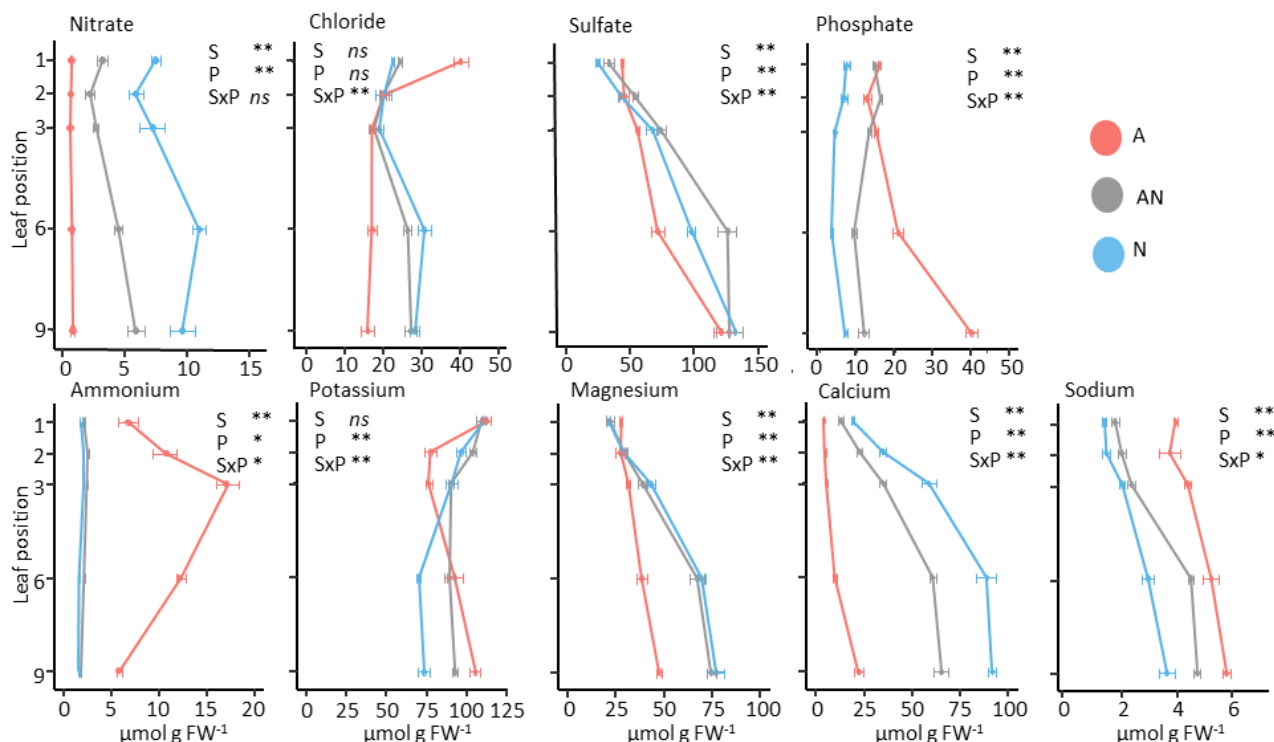 Nitrate
S **
P **
SxP ns
Leaf position
1
2
3
6
9
0 5 10 15
Chloride
S ns
P ns
SxP **
0 10 20 30 40 50
Sulfate
S **
P **
SxP **
0 50 100 150
Phosphate
S **
P **
SxP **
0 10 20 30 40 50
A
AN
N
Ammonium
S **
P *
SxP *
Leaf position
1
2
3
6
9
0 5 10 15 20
µmol g FW-1
Potassium
S ns
P **
SxP **
0 25 50 75 100 125
µmol g FW-1
Magnesium
S **
P **
SxP **
0 25 50 75 100
µmol g FW-1
Calcium
S **
P **
SxP **
0 25 50 75 100
µmol g FW-1
Sodium
S **
P **
SxP *
0 2 4 6
µmol g FW-1